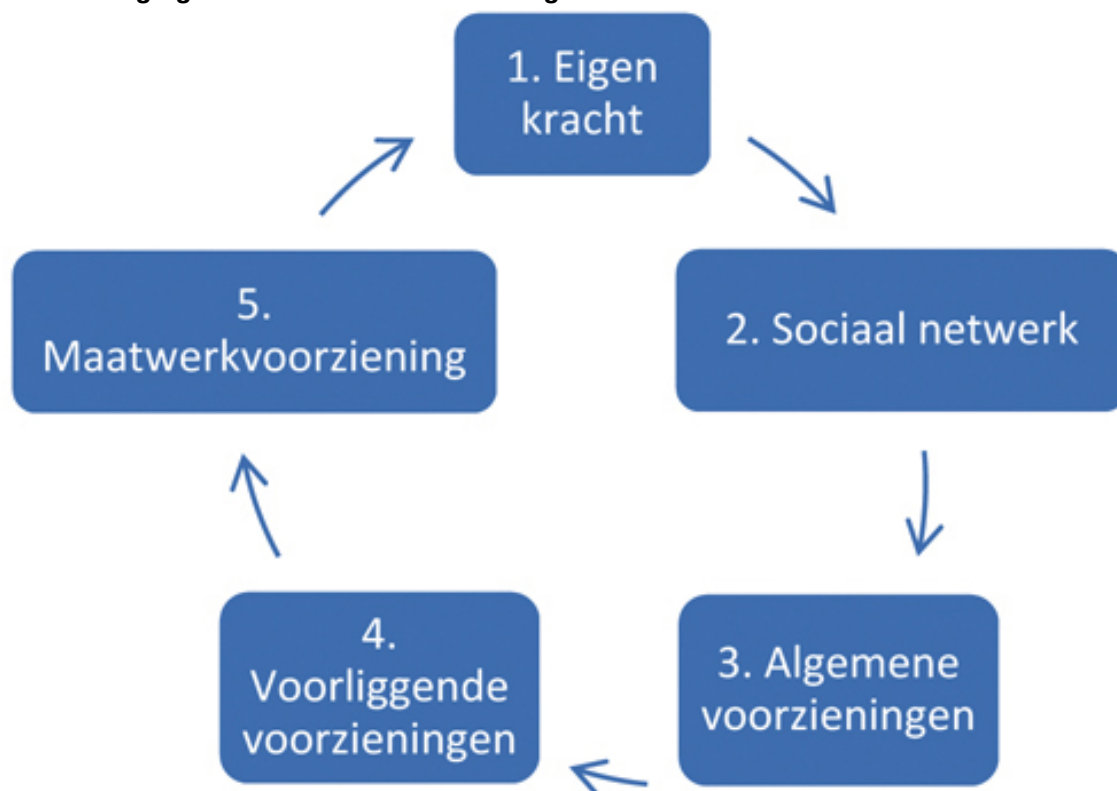 1. Eigen
kracht
2. Sociaal netwerk
3. Algemene
voorzieningen
4.
Voorliggende
voorzieningen
5.
Maatwerkvoorziening